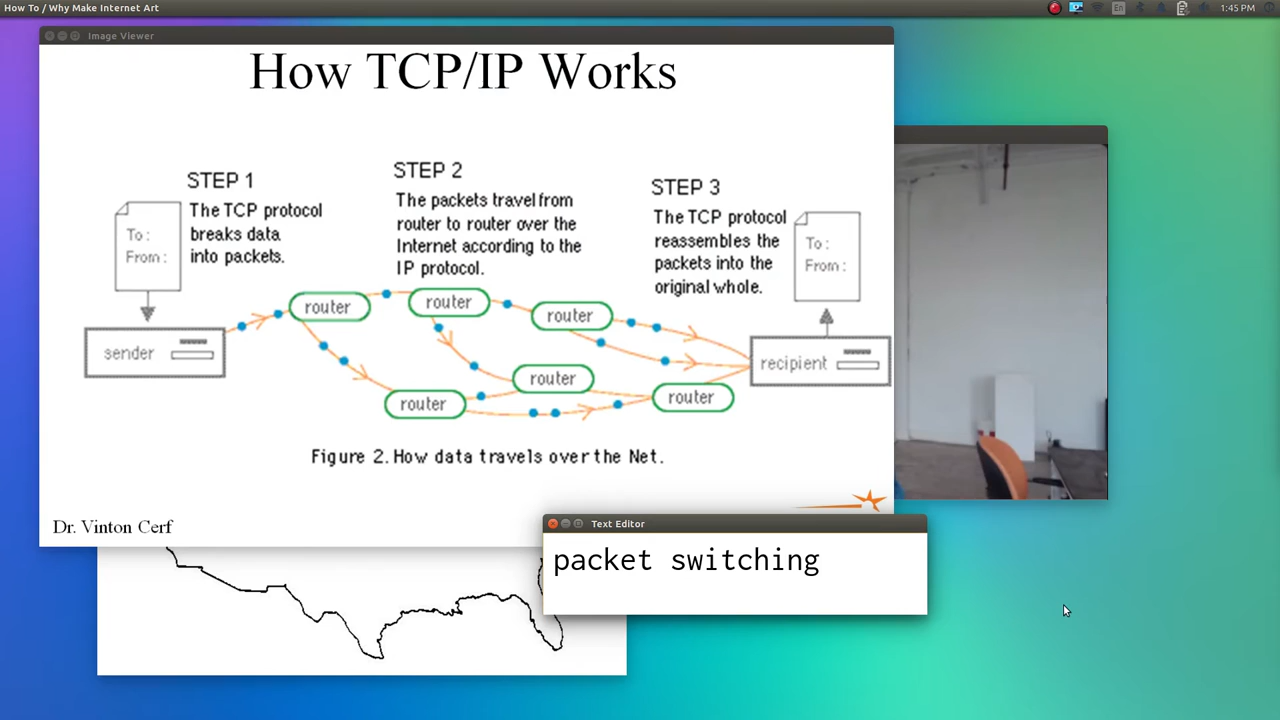 How To / Why Make Internet Art
En
1:45 PM
Image Viewer
How TCP/IP Works
STEP 1
The TCP protocol
breaks data
into packets.
STEP 2
The packets travel from
router to router over the
Internet according to the
IP protocol.
STEP 3
The TCP protocol
reassembles the
packets into the
original whole.
To :
From :
To :
From :
router
router
router
sender
recipient
router
router
router
Figure 2. How data travels over the Net.
Dr. Vinton Cerf
Text Editor
packet switching